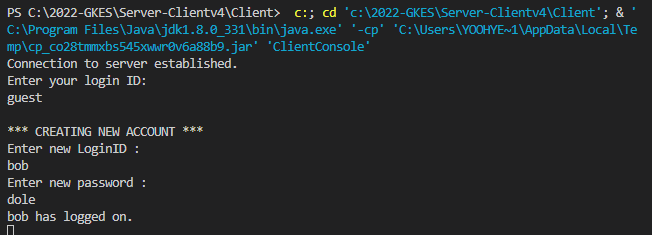 PS C:\2022-GKES\Server-Clientv4\Client>  c:; cd 'c:\2022-GKES\Server-Clientv4\Client'; & '
C:\Program Files\Java\jdk1.8.0_331\bin\java.exe' '-cp' 'C:\Users\YOOHYE~1\AppData\Local\Te
mp\cp_co28tmmxbs545xwwr0v6a88b9.jar' 'ClientConsole'
Connection to server established.
Enter your login ID:
guest
*** CREATING NEW ACCOUNT ***
Enter new LoginID :
bob
Enter new password :
dole
bob has logged on.